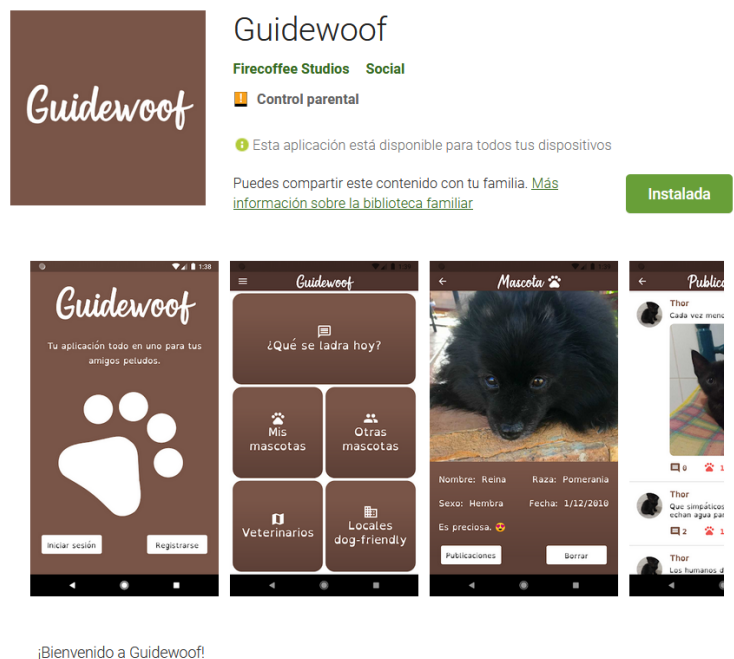 Guidewoof
Guidewoof
Firecoffee Studios Social
Control parental
Esta aplicación está disponible para todos tus dispositivos
Puedes compartir este contenido con tu familia. Más
información sobre la biblioteca familiar
Instalada
1:38
Guidewoof
Tu aplicación todo en uno para tus
amigos peludos.
Iniciar sesión
Registrarse
Guidewoof
¿Qué se ladra hoy?
Mis
mascotas
Otras
mascotas
Veterinarios
Locales
dog-friendly
Mascota
Nombre: Reina
Raza: Pomerania
Sexo: Hembra
Fecha: 1/12/2010
Es preciosa. 😍
Publicaciones
Borrar
Thor
Cada vez
0
1
Thor
Que simpáticos
echan agua
2
1
Thor
Los humanos
¡Bienvenido a Guidewoof!